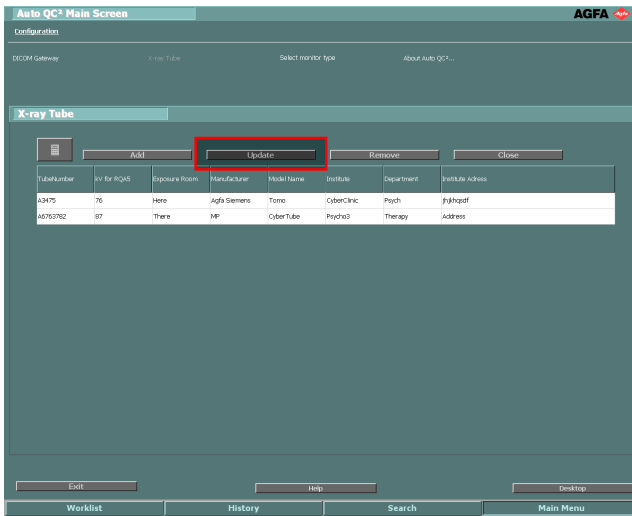 Auto QC² Main Screen
AGFA Agfa
Configuration
DICOM Gateway X-ray Tube Select monitor type About Auto QC²...
X-ray Tube
Add Update Remove Close
TubeNumber kV for RQA5 Exposure Room Manufacturer Model Name Institute Department Institute Adress
A3475 76 Here Agfa Siemens Tomo CyberClinic Psych jhjkhqsdf
A6763782 87 There MP CyberTube Psycho3 Therapy Address
Exit Help Desktop
Worklist History Search Main Menu